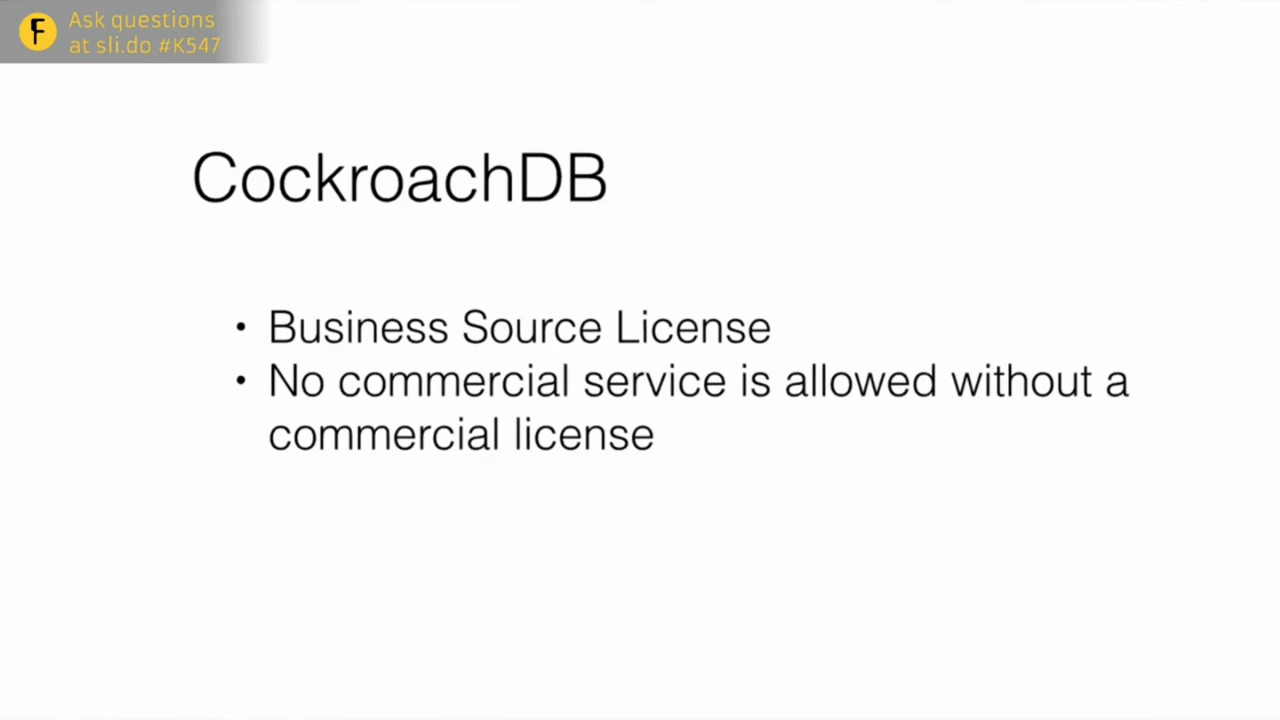 Ask questions
at sli.do #K547
CockroachDB
• Business Source License
• No commercial service is allowed without a
commercial license